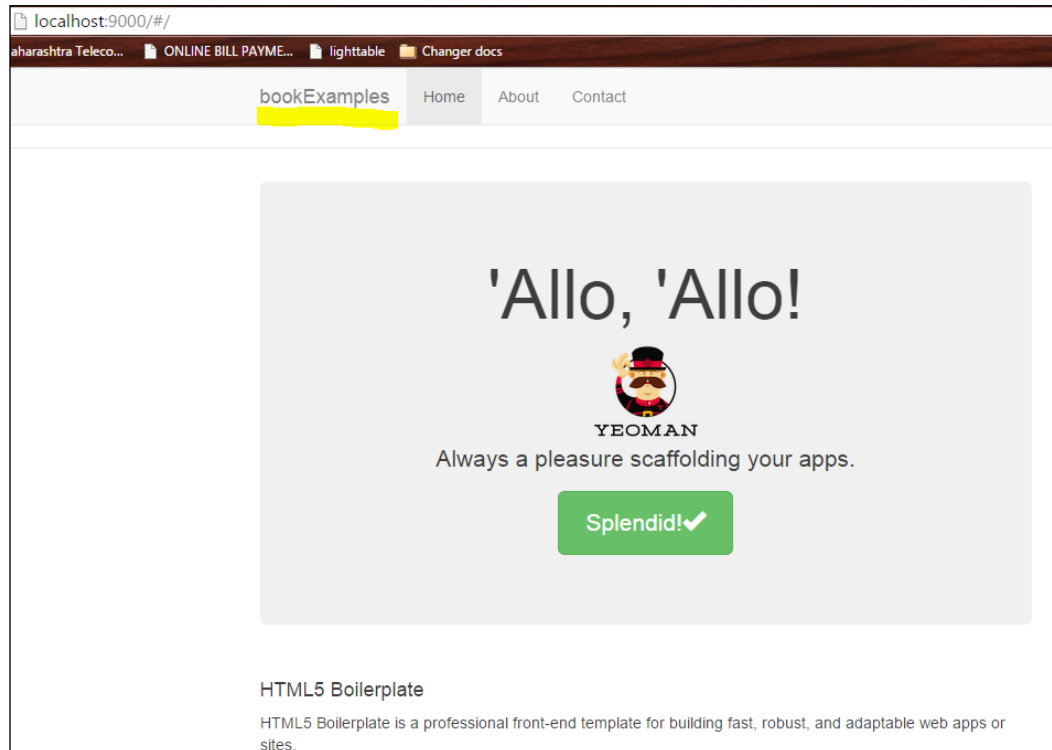 localhost:9000/#/
aharashtra Teleco... ONLINE BILL PAYME... lighttable Changer docs
bookExamples Home About Contact
'Allo, 'Allo!
YEOMAN
Always a pleasure scaffolding your apps.
Splendid!
HTML5 Boilerplate
HTML5 Boilerplate is a professional front-end template for building fast, robust, and adaptable web apps or
sites.